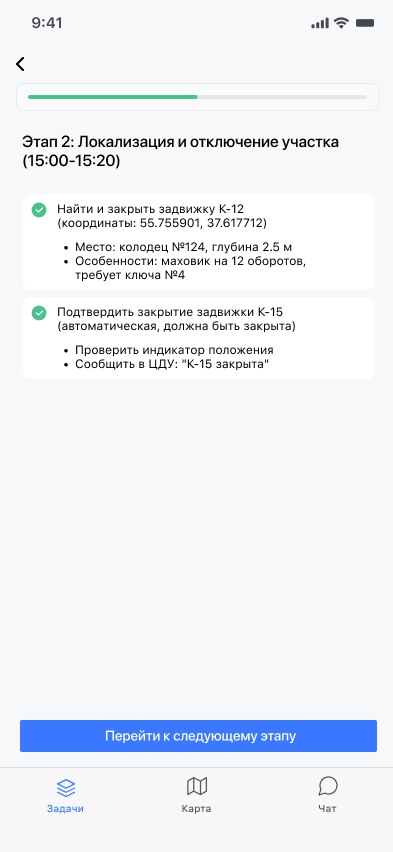 9:41
Этап 2: Локализация и отключение участка
(15:00-15:20)
Найти и закрыть задвижку К-12
(координаты: 55.755901, 37.617712)
• Место: колодец №124, глубина 2.5 м
• Особенности: маховик на 12 оборотов,
требует ключа №4
Подтвердить закрытие задвижки К-15
(автоматическая, должна быть закрыта)
• Проверить индикатор положения
• Сообщить в ЦДУ: "К-15 закрыта"
Перейти к следующему этапу
Задачи
Карта
Чат